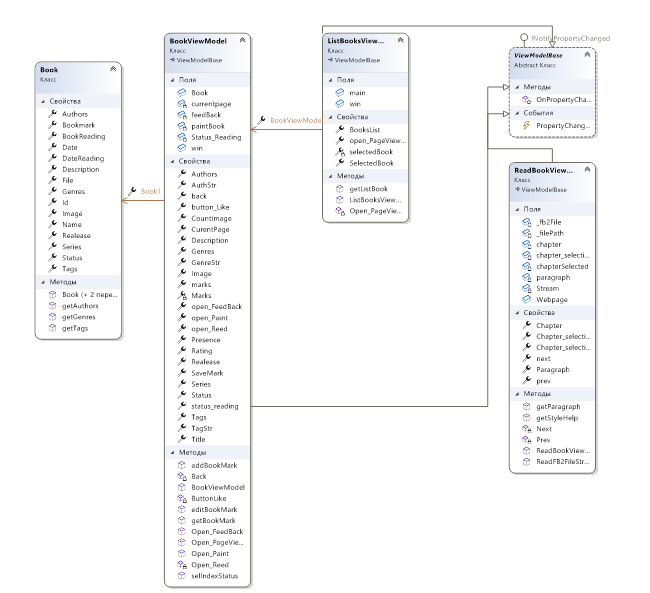 Book
Класс
Свойства
Authors
Bookmark
BookReading
Date
DateReading
Description
File
Genres
Id
Image
Name
Realease
Series
Status
Tags
Методы
Book (+ 2 пере...
getAuthors
getGenres
getTags
Book1
BookViewModel
Класс
ViewModelBase
Поля
Book
currentpage
feedBack
paintBook
Status_Reading
win
Свойства
Authors
AuthStr
back
button_Like
CountImage
CurentPage
Description
Genres
GenreStr
Image
marks
Marks
open_FeedBack
open_Paint
open_Reed
Presence
Rating
Realease
SaveMark
Series
Status
status_reading
Tags
TagStr
Title
Методы
addBookMark
Back
BookViewModel
ButtonLike
editBookMark
getBookMark
Open_FeedBack
Open_PageVie...
Open_Paint
Open_Reed
selIndexStatus
BookViewMode
ListBooksView...
Класс
ViewModelBase
Поля
main
win
Свойства
BooksList
open_PageView...
selectedBook
SelectedBook
Методы
getListBook
ListBooksView...
Open_PageVie...
INotifyPropertyChanged
ViewModelBase
Abstract Класс
Методы
OnPropertyCha...
События
PropertyChang...
ReadBookView...
Класс
ViewModelBase
Поля
_fb2File
_filePath
chapter
chapter_selecti...
chapterSelected
paragraph
Stream
Webpage
Свойства
Chapter
Chapter_selecti...
Chapter_selecti...
next
Paragraph
prev
Методы
getParagraph
getStyleHelp
Next
Prev
ReadBookView...
ReadFB2FileStr...